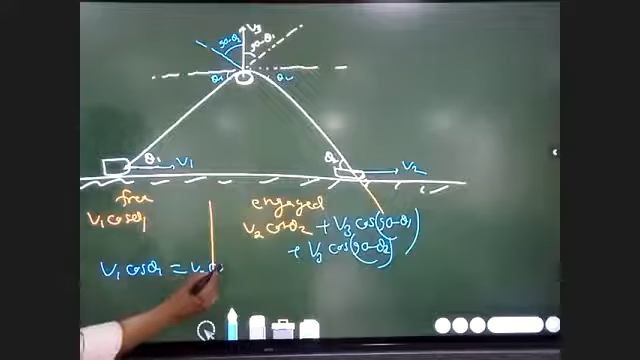 V3
90-θ2
90-θ1
θ1
θ2
θ1
V1
θ2
V2
free
engaged
V1 cosθ1
V2 cosθ2 + V3 cos(90-θ1)
+ V3 cos(90-θ2)
V1 cosθ1 = V2